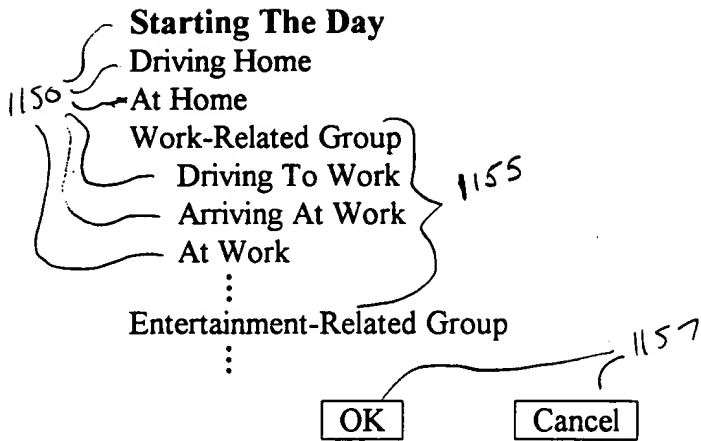 Starting The Day
Driving Home
1150
At Home
Work-Related Group
Driving To Work
1155
Arriving At Work
At Work
Entertainment-Related Group
1157
OK Cancel